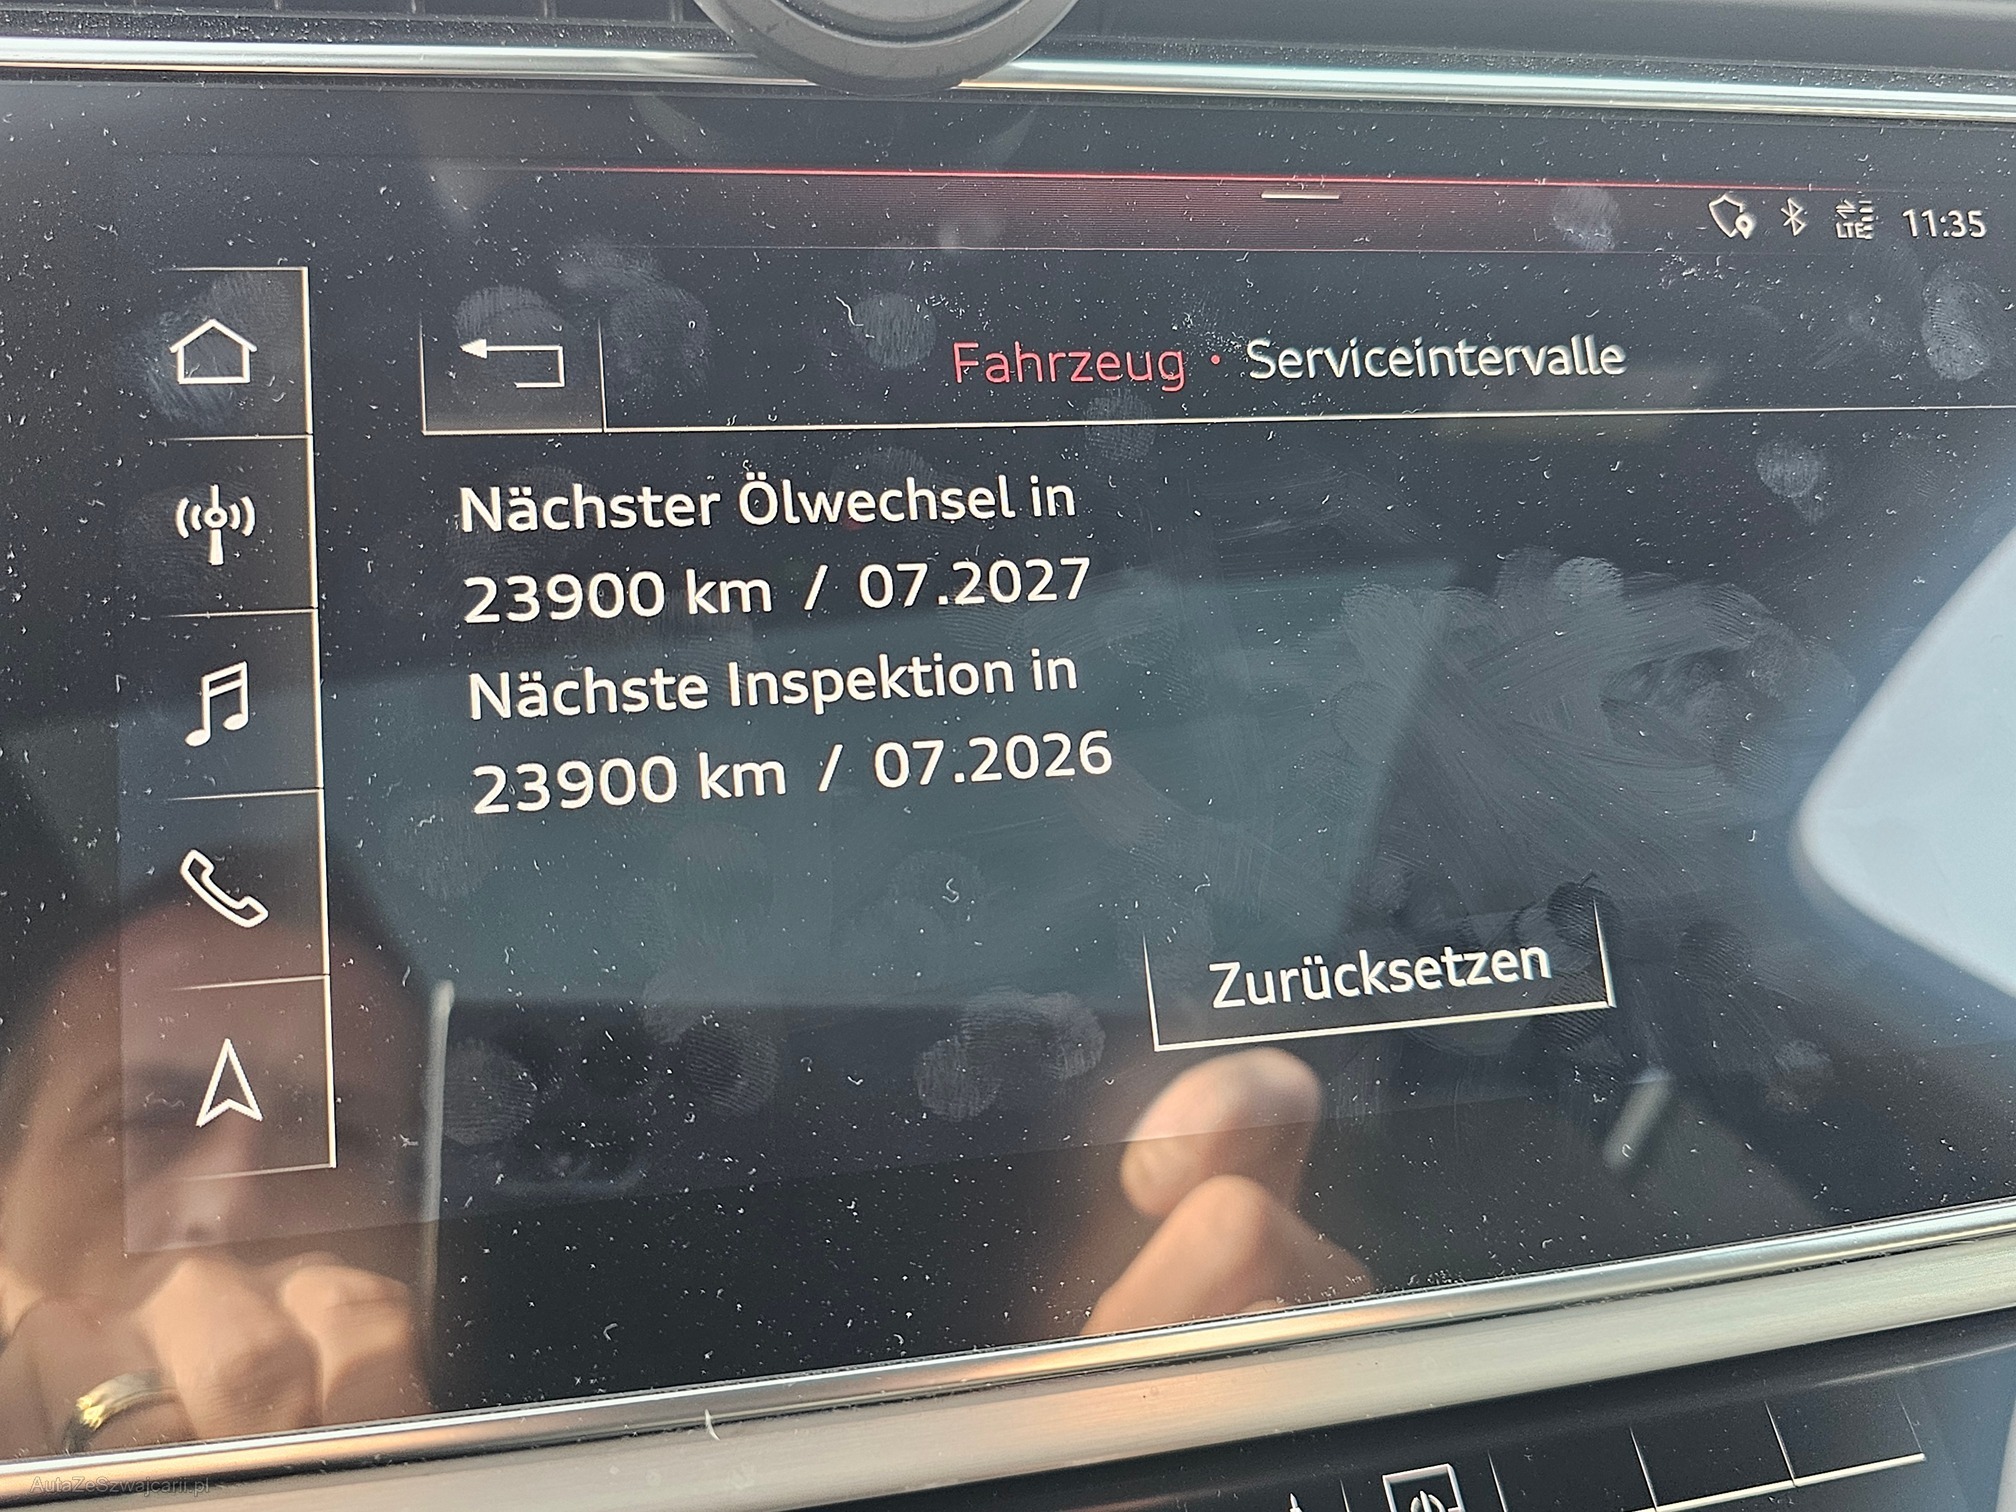 LTE 11:35
Fahrzeug • Serviceintervalle
Nächster Ölwechsel in
23900 km / 07.2027
Nächste Inspektion in
23900 km / 07.2026
Zurücksetzen
AutaZeSzwajcarii.pl